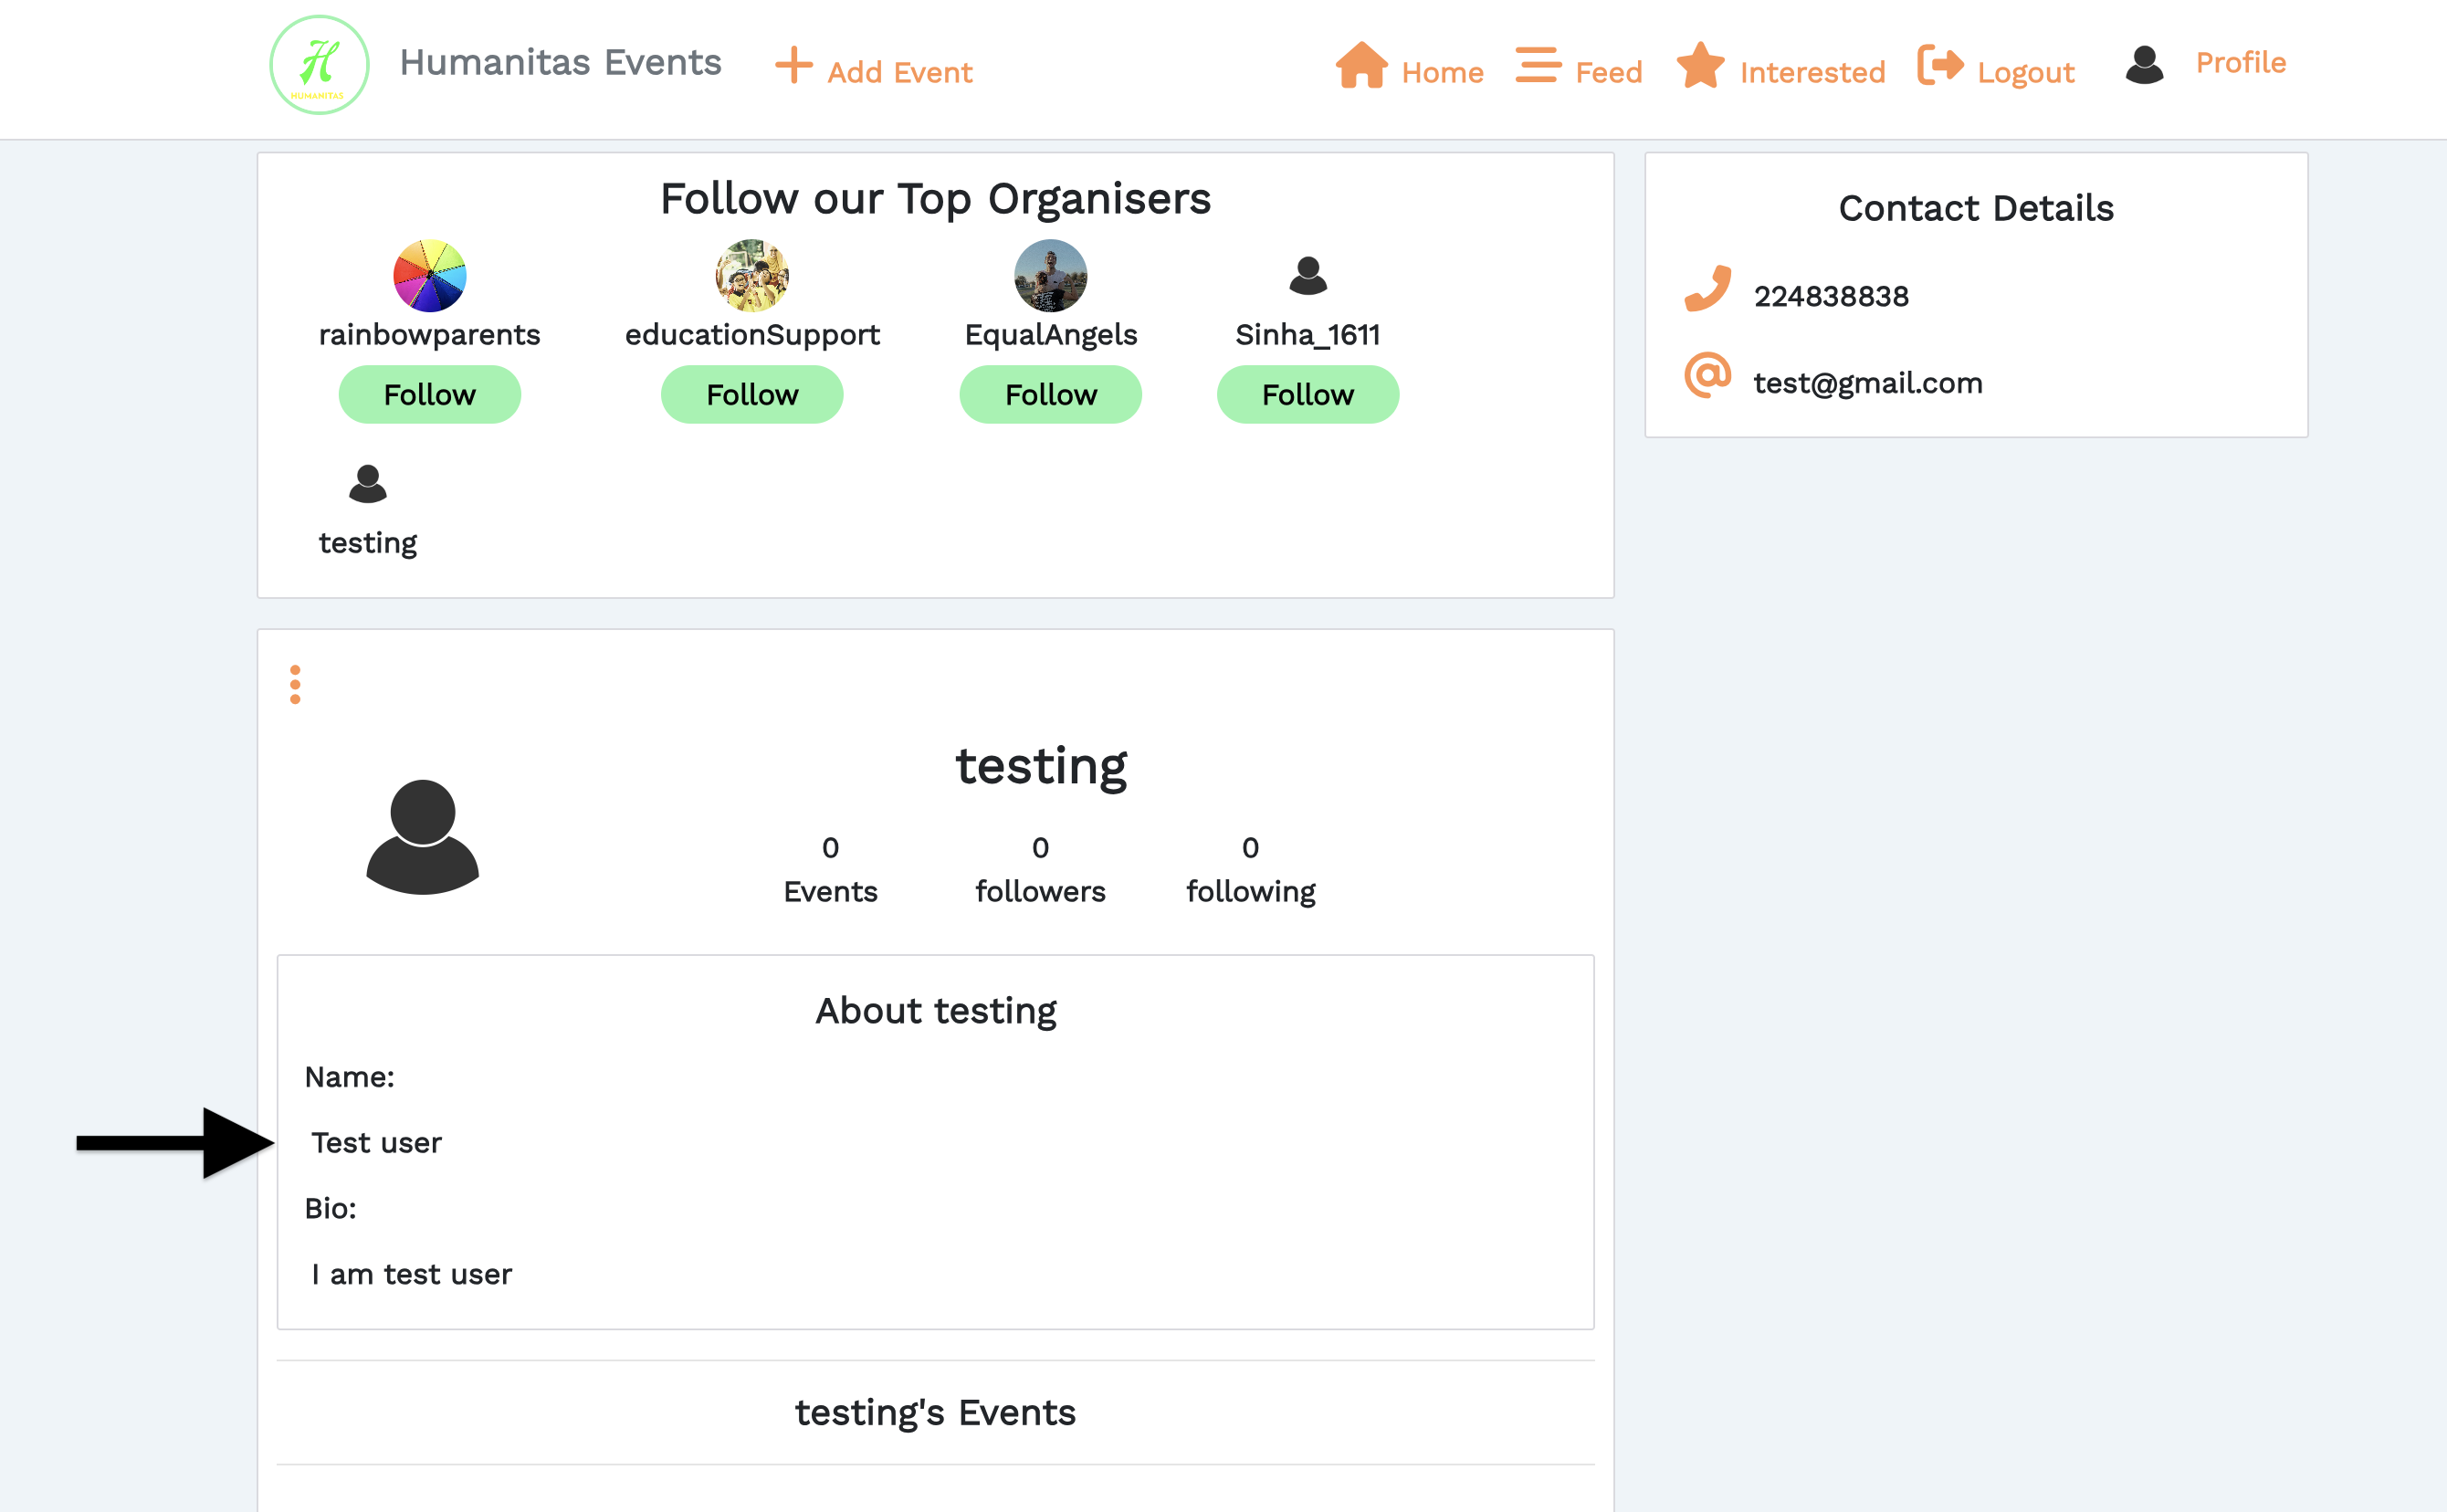 H
HUMANITAS
Humanitas Events
Add Event
Home
Feed
Interested
Logout
Profile
Follow our Top Organisers
rainbowparents
educationSupport
EqualAngels
Sinha_1611
Follow
Follow
Follow
Follow
testing
Contact Details
224838838
test@gmail.com
testing
0
0
0
Events
followers
following
About testing
Name:
Test user
Bio:
I am test user
testing's Events